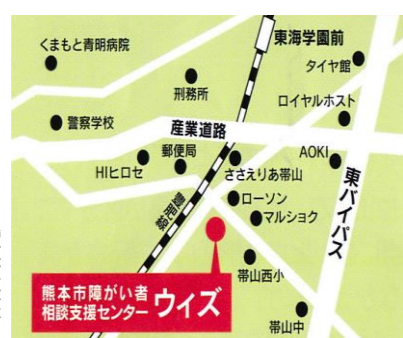 東海学園前
くまもと青明病院
タイヤ館
刑務所
ロイヤルホスト
警察学校
産業道路
郵便局
AOKI
HIヒロセ
ささえりあ帯山
豊肥線
東バイパス
ローソン
マルショク
帯山西小
熊本市障がい者
相談支援センター ウィズ
帯山中